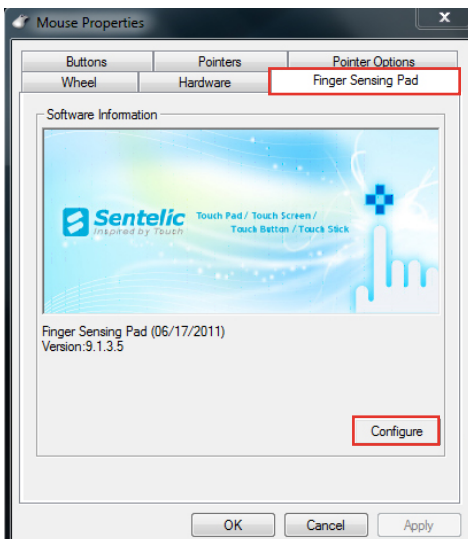 Mouse Properties
x
Buttons
Pointers
Pointer Options
Wheel
Hardware
Finger Sensing Pad
Software Information
Sentelic
Inspired by Touch
Touch Pad / Touch Screen /
Touch Button / Touch Stick
Finger Sensing Pad (06/17/2011)
Version:9.1.3.5
Configure
OK
Cancel
Apply